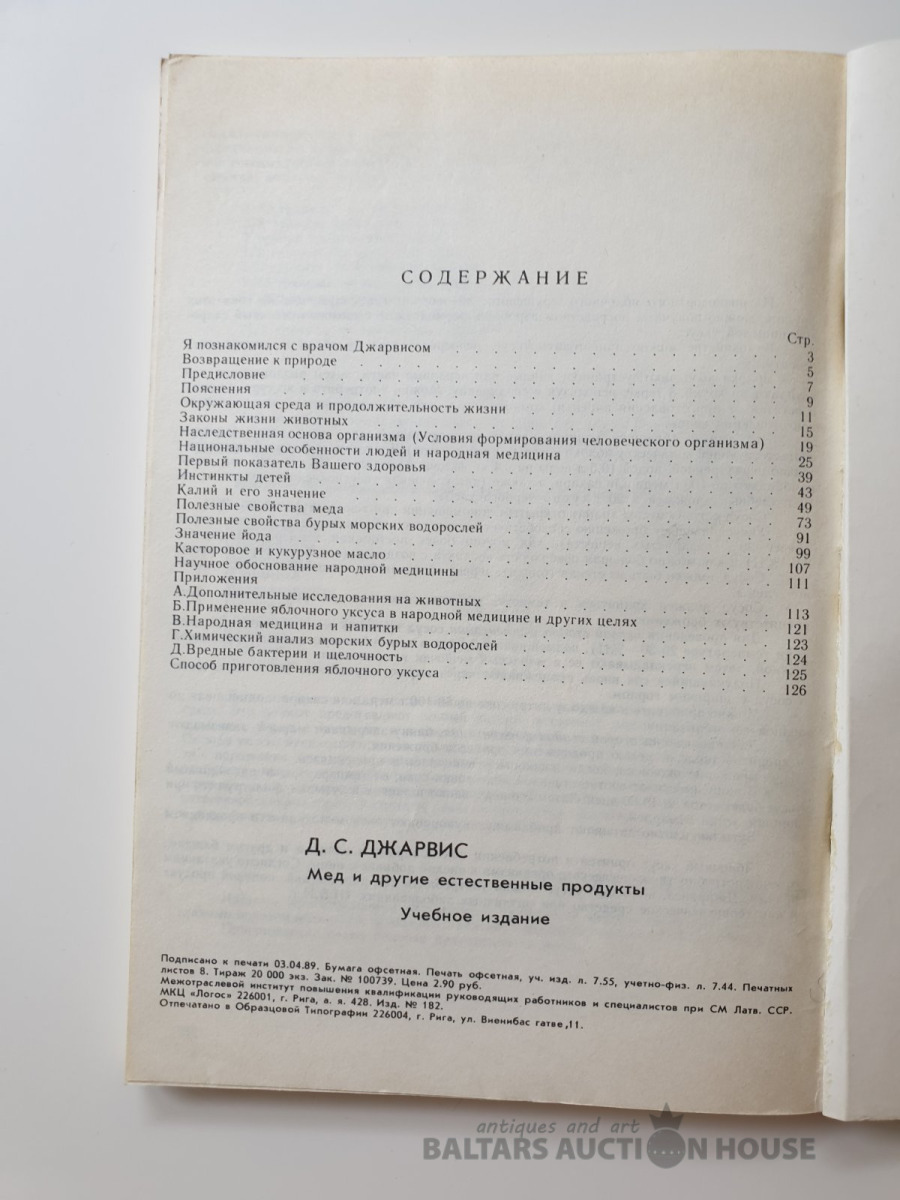 СОДЕРЖАНИЕ
Стр.
Я познакомился с врачом Джарвисом . . . . . . . . . . . . 3
Возвращение к природе . . . . . . . . . . . . 5
Предисловие . . . . . . . . . . . . 7
Пояснения . . . . . . . . . . . . 9
Окружающая среда и продолжительность жизни . . . . . . . . . . . . 11
Законы жизни животных . . . . . . . . . . . . 15
Наследственная основа организма (Условия формирования человеческого организма) 19
Национальные особенности людей и народная медицина . . . . . . . . . . 25
Первый показатель Вашего здоровья . . . . . . . . . . . . 39
Инстинкты детей . . . . . . . . . . . . 43
Калий и его значение . . . . . . . . . . . . 49
Полезные свойства меда . . . . . . . . . . . . 73
Полезные свойства бурых морских водорослей . . . . . . . . . . . . 91
Значение йода . . . . . . . . . . . . 99
Касторовое и кукурузное масло . . . . . . . . . . . . 107
Научное обоснование народной медицины . . . . . . . . . . . . 111
Приложения
А.Дополнительные исследования на животных . . . . . . . . . . . . 113
Б.Применение яблочного уксуса в народной медицине и других целях . . . . . . . 121
В.Народная медицина и напитки . . . . . . . . . . . . 123
Г.Химический анализ морских бурых водорослей . . . . . . . . . . . . 124
Д.Вредные бактерии и щелочность . . . . . . . . . . . . 125
Способ приготовления яблочного уксуса . . . . . . . . . . . . 126
Д. С. ДЖАРВИС
Мед и другие естественные продукты
Учебное издание
Подписано к печати 03.04.89. Бумага офсетная. Печать офсетная, уч. изд. л. 7.55, учетно-физ. л. 7.44. Печатных
листов 8. Тираж 20 000 экз. Зак. № 100739. Цена 2.90 руб.
Межотраслевой институт повышения квалификации руководящих работников и специалистов при СМ Латв. ССР.
МКЦ «Логос» 226001, г. Рига, а. я. 428. Изд. № 182.
Отпечатано в Образцовой Типографии 226004, г. Рига, ул. Виенибас гатве,11.
antiques and art
BALTARS AUCTION HOUSE